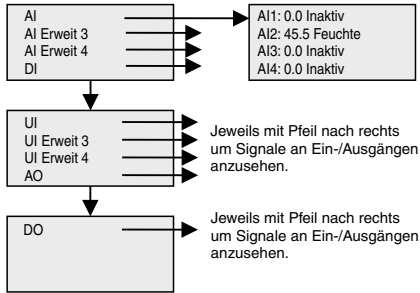 AI
AI Erweit 3
AI Erweit 4
DI
AI1: 0.0 Inaktiv
AI2: 45.5 Feuchte
AI3: 0.0 Inaktiv
AI4: 0.0 Inaktiv
UI
UI Erweit 3
UI Erweit 4
AO
Jeweils mit Pfeil nach rechts
um Signale an Ein-/Ausgängen
anzusehen.
DO
Jeweils mit Pfeil nach rechts
um Signale an Ein-/Ausgängen
anzusehen.